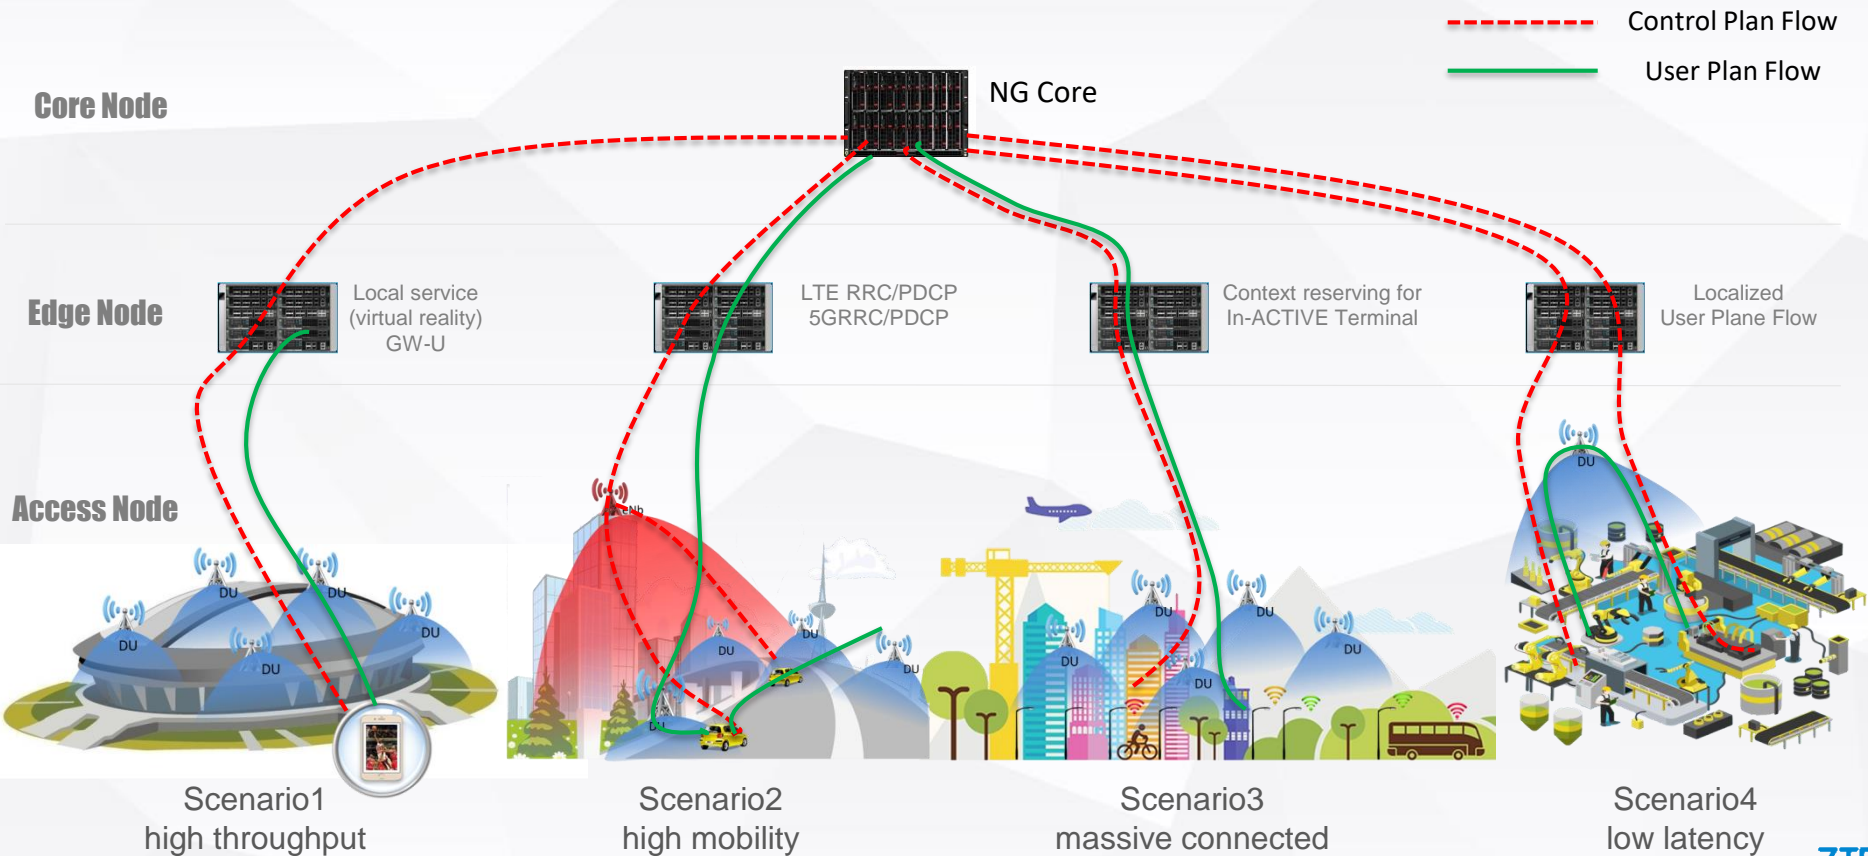 Control Plan Flow
User Plan Flow
Core Node
NG Core
Edge Node
Local service
(virtual reality)
GW-U
LTE RRC/PDCP
5GRRC/PDCP
Context reserving for
In-ACTIVE Terminal
Localized
User Plane Flow
Access Node
DU
DU
DU
DU
DU
eNb
DU
DU
DU
DU
DU
DU
DU
DU
DU
DU
Scenario1
high throughput
Scenario2
high mobility
Scenario3
massive connected
Scenario4
low latency